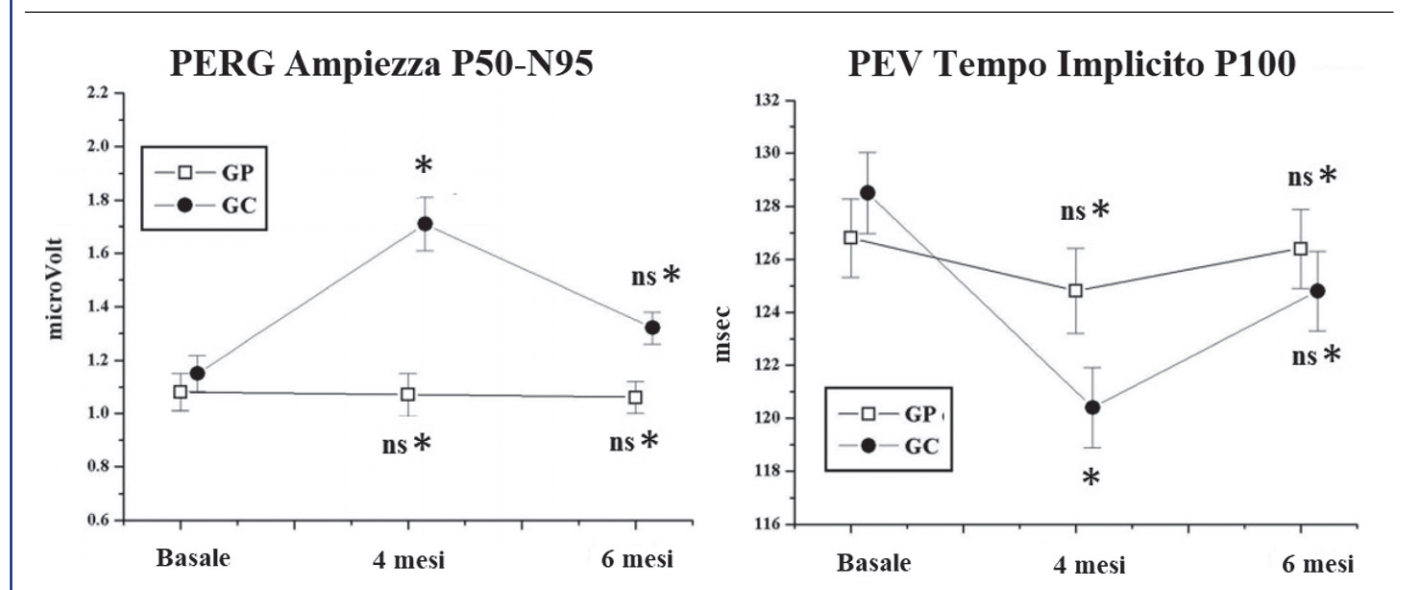 PERG Ampiezza P50-N95
2.2
2.0
1.8
1.6
1.4
1.2
1.0
0.8
0.6
microVolt
GP
GC
*
ns *
ns *
ns *
Basale
4 mesi
6 mesi
PEV Tempo Implicito P100
132
130
128
126
124
122
120
118
116
msec
GP
GC
ns *
ns *
ns *
*
Basale
4 mesi
6 mesi